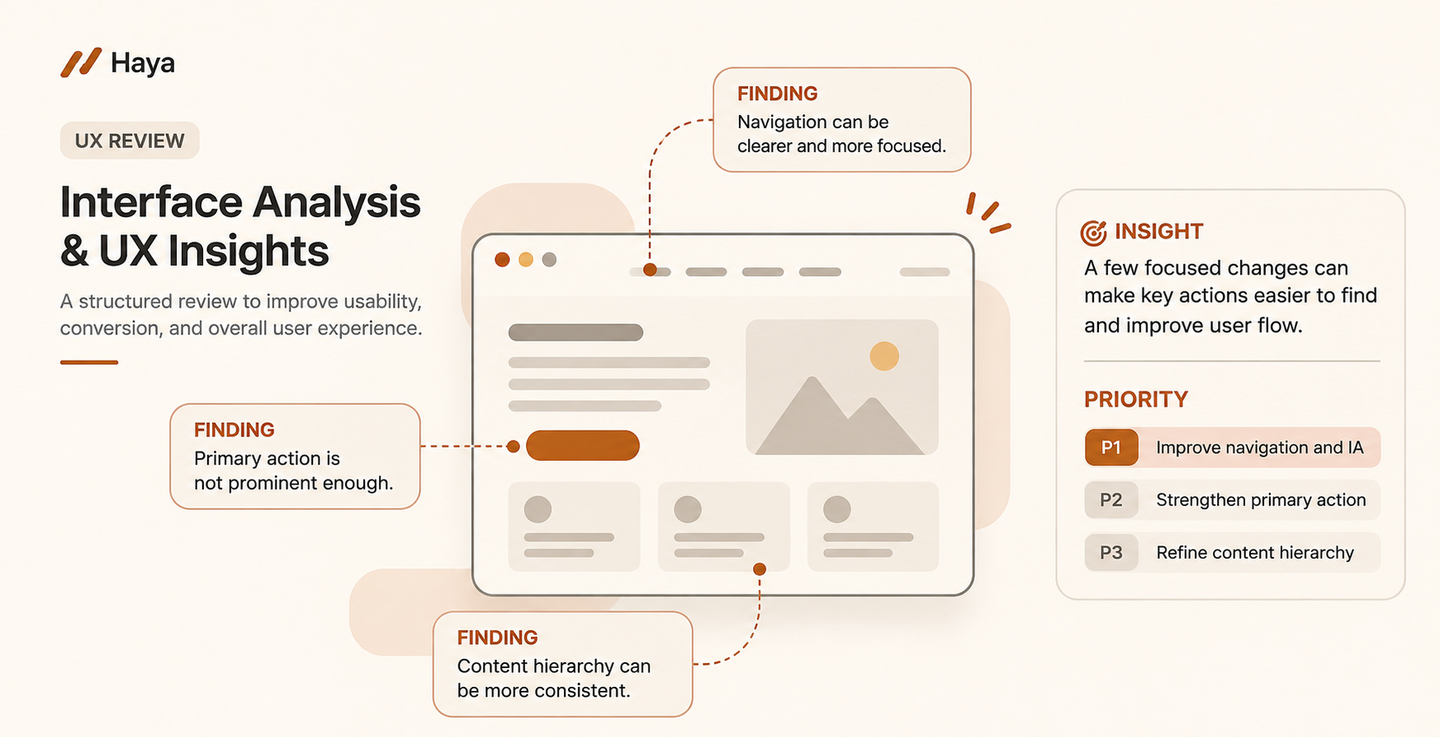 Haya
UX REVIEW
Interface Analysis
& UX Insights
A structured review to improve usability,
conversion, and overall user experience.
FINDING
Navigation can be
clearer and more focused.
FINDING
Primary action is
not prominent enough.
FINDING
Content hierarchy can
be more consistent.
INSIGHT
A few focused changes can
make key actions easier to find
and improve user flow.
PRIORITY
P1 Improve navigation and IA
P2 Strengthen primary action
P3 Refine content hierarchy